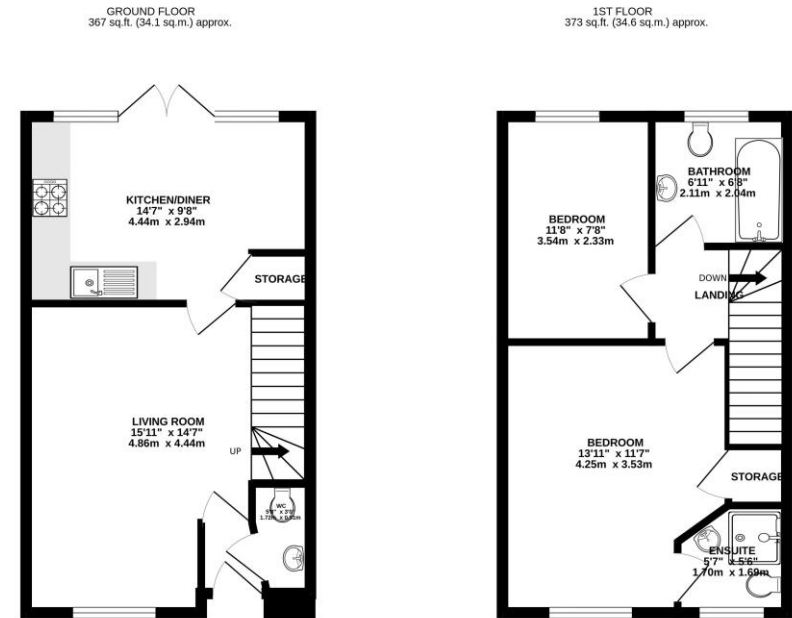 GROUND FLOOR
367 sq.ft. (34.1 sq.m.) approx.
KITCHEN/DINER
14'7" x 9'8"
4.44m x 2.94m
STORAGE
LIVING ROOM
15'11" x 14'7"
4.86m x 4.44m
UP
WC
1ST FLOOR
373 sq.ft. (34.6 sq.m.) approx.
BATHROOM
6'11" x 6'8"
2.11m x 2.04m
BEDROOM
11'8" x 7'8"
3.54m x 2.33m
DOWN
LANDING
BEDROOM
13'11" x 11'7"
4.25m x 3.53m
STORAGE
ENSUITE
5'7" x 5'6"
1.70m x 1.69m